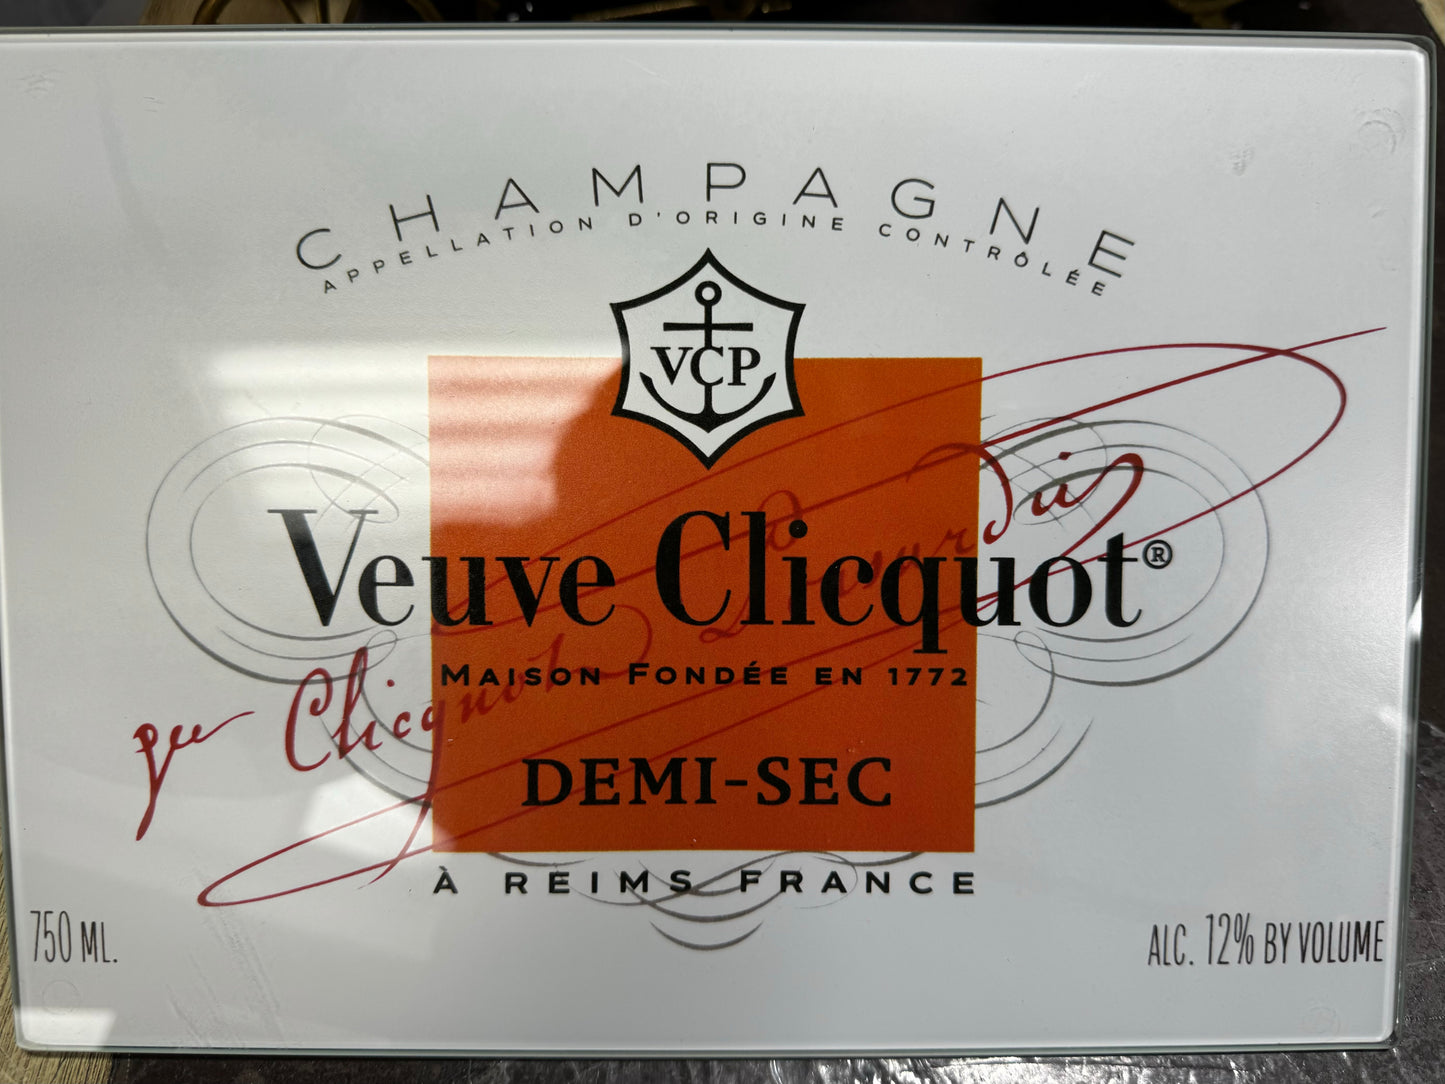 CHAMPAGNE
APPELLATION D'ORIGINE CONTRÔLÉE
VCP
Veuve Clicquot®
MAISON FONDÉE EN 1772
Clicquot
DEMI-SEC
À REIMS FRANCE
750 ML.
ALC. 12% BY VOLUME